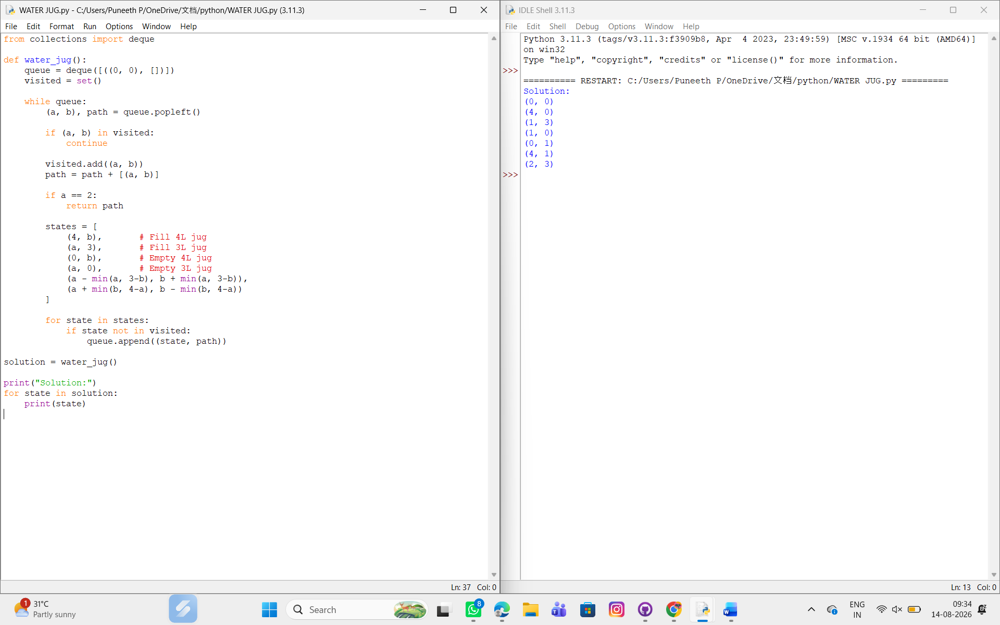 WATER JUG.py - C:/Users/Puneeth P/OneDrive/文档/python/WATER JUG.py (3.11.3)
File Edit Format Run Options Window Help
from collections import deque
def water_jug():
    queue = deque([((0, 0), [])])
    visited = set()
    while queue:
        (a, b), path = queue.popleft()
        if (a, b) in visited:
            continue
        visited.add((a, b))
        path = path + [(a, b)]
        if a == 2:
            return path
        states = [
            (4, b),       # Fill 4L jug
            (a, 3),       # Fill 3L jug
            (0, b),       # Empty 4L jug
            (a, 0),       # Empty 3L jug
            (a - min(a, 3-b), b + min(a, 3-b)),
            (a + min(b, 4-a), b - min(b, 4-a))
        ]
        for state in states:
            if state not in visited:
                queue.append((state, path))
solution = water_jug()
print("Solution:")
for state in solution:
    print(state)
Ln: 37 Col: 0
IDLE Shell 3.11.3
File Edit Shell Debug Options Window Help
Python 3.11.3 (tags/v3.11.3:f3909b8, Apr  4 2023, 23:49:59) [MSC v.1934 64 bit (AMD64)]
on win32
Type "help", "copyright", "credits" or "license()" for more information.
>>>
========== RESTART: C:/Users/Puneeth P/OneDrive/文档/python/WATER JUG.py =========
Solution:
(0, 0)
(4, 0)
(1, 3)
(1, 0)
(0, 1)
(4, 1)
(2, 3)
>>>
Ln: 13 Col: 0
1
31°C
Partly sunny
Search
8
ENG
IN
09:34
14-08-2026